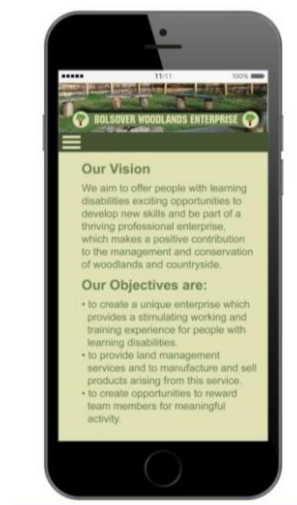 11:11 100%
BOLSOVER WOODLANDS ENTERPRISE
Our Vision
We aim to offer people with learning
disabilities exciting opportunities to
develop new skills and be part of a
thriving professional enterprise,
which makes a positive contribution
to the management and conservation
of woodlands and countryside.
Our Objectives are:
• to create a unique enterprise which
provides a stimulating working and
training experience for people with
learning disabilities.
• to provide land management
services and to manufacture and sell
products arising from this service.
• to create opportunities to reward
team members for meaningful
activity.